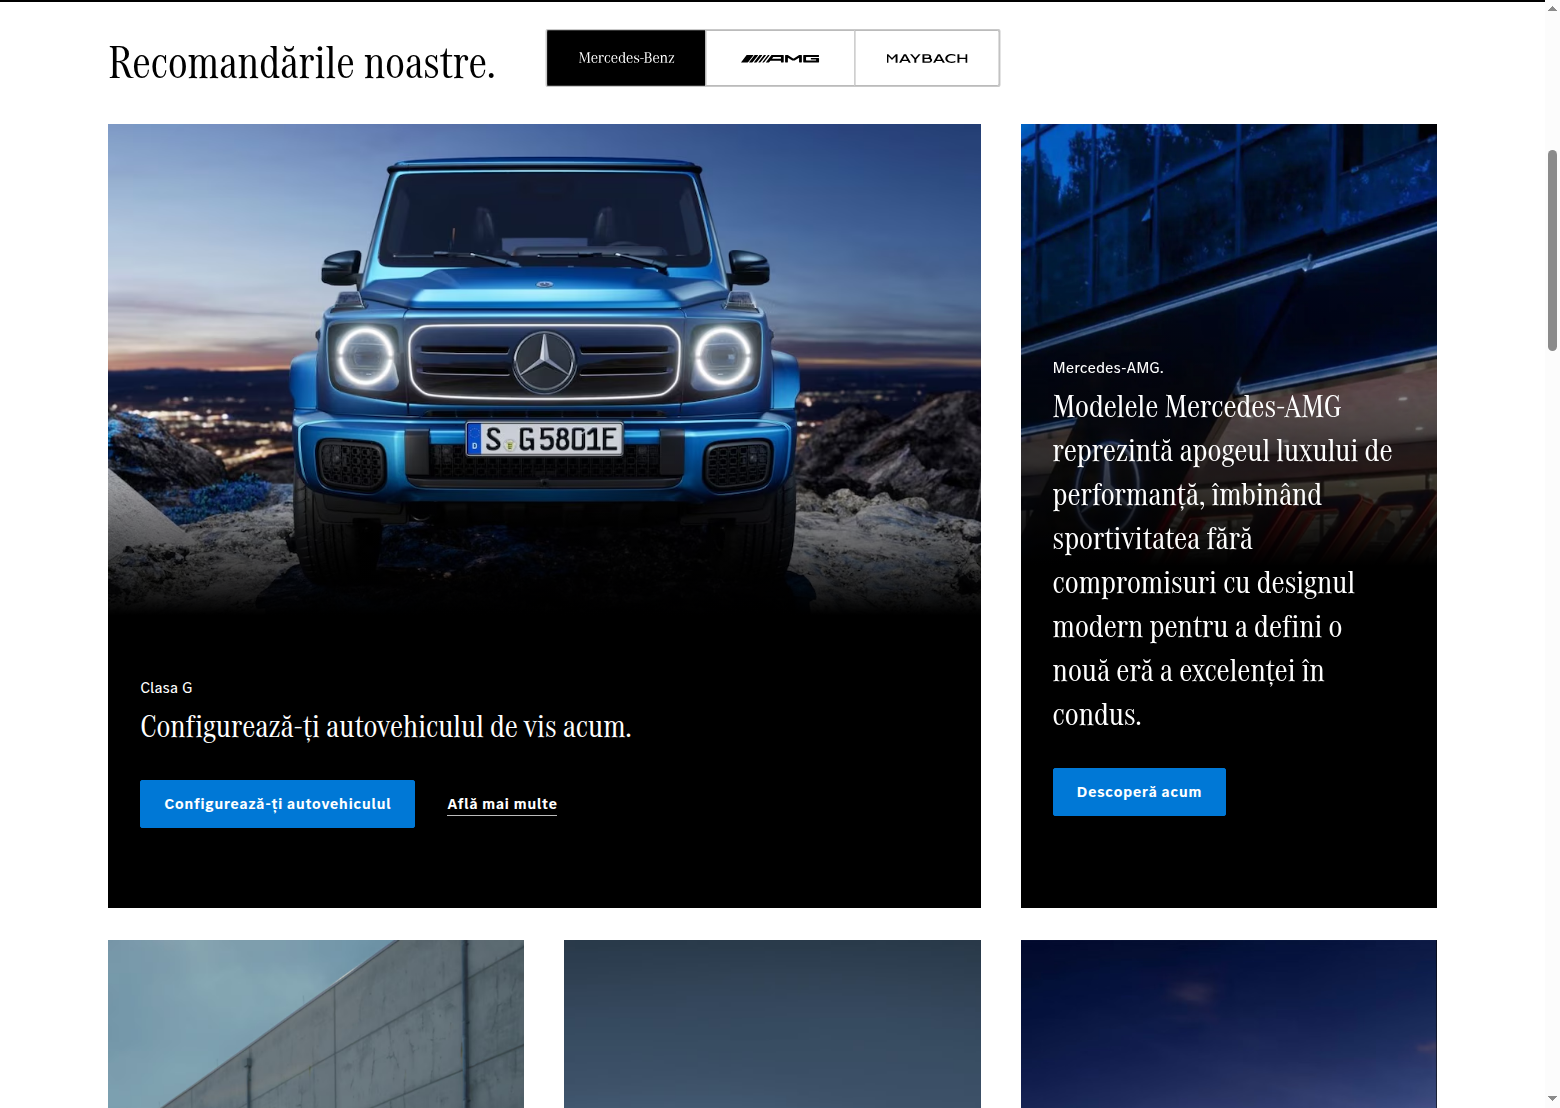 Recomandările noastre.
Mercedes-Benz
AMG
MAYBACH
S G 5801E
D
Clasa G
Configurează-ți autovehiculul de vis acum.
Configurează-ți autovehiculul
Află mai multe
Mercedes-AMG.
Modelele Mercedes-AMG
reprezintă apogeul luxului de
performanță, îmbinând
sportivitatea fără
compromisuri cu designul
modern pentru a defini o
nouă eră a excelenței în
condus.
Descoperă acum